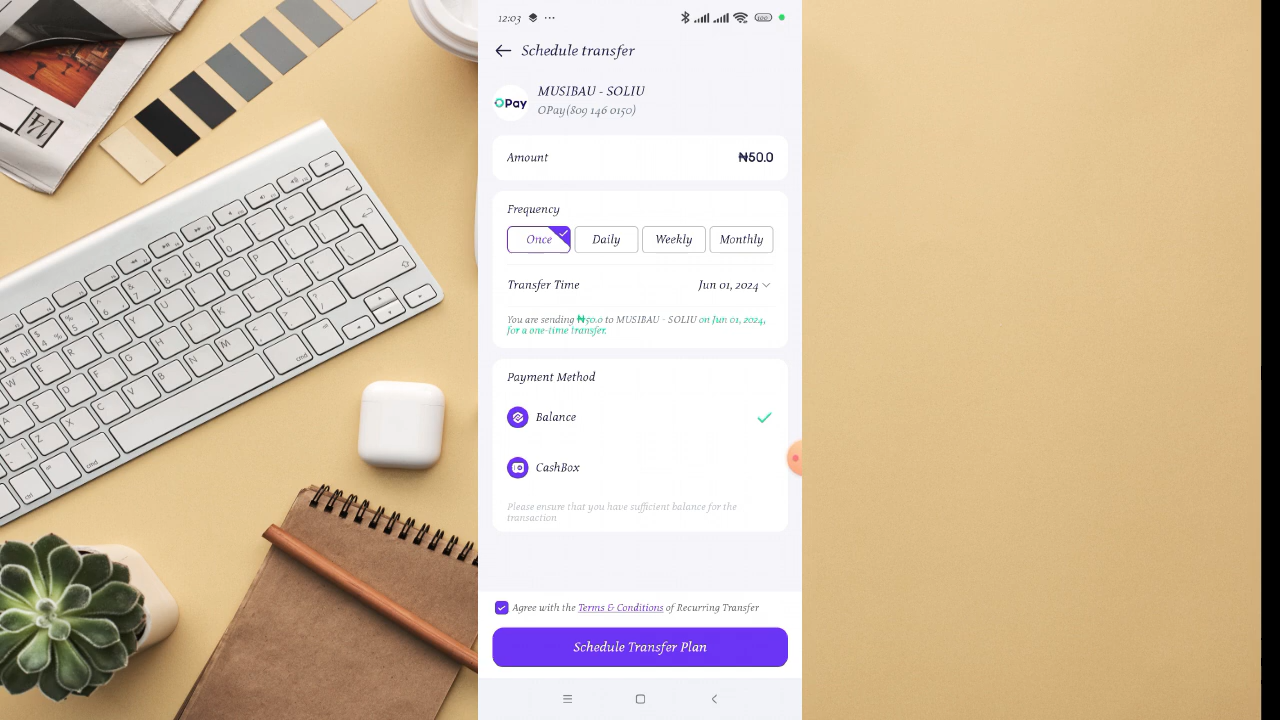 12:03
Schedule transfer
OPay
MUSIBAU - SOLIU
OPay(809 146 0150)
Amount ₦50.0
Frequency
Once Daily Weekly Monthly
Transfer Time Jun 01, 2024
You are sending ₦50.0 to MUSIBAU - SOLIU on Jun 01, 2024,
for a one-time transfer.
Payment Method
Balance
CashBox
Please ensure that you have sufficient balance for the
transaction
Agree with the Terms & Conditions of Recurring Transfer
Schedule Transfer Plan